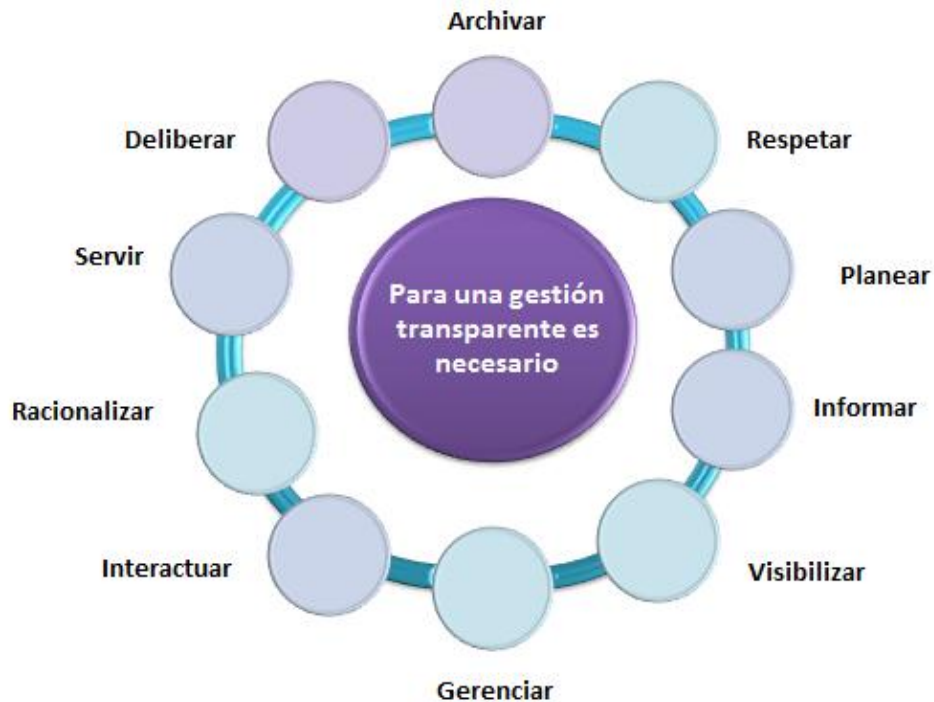 Archivar
Deliberar
Respetar
Servir
Planear
Para una gestión
transparente es
necesario
Racionalizar
Informar
Interactuar
Visibilizar
Gerenciar